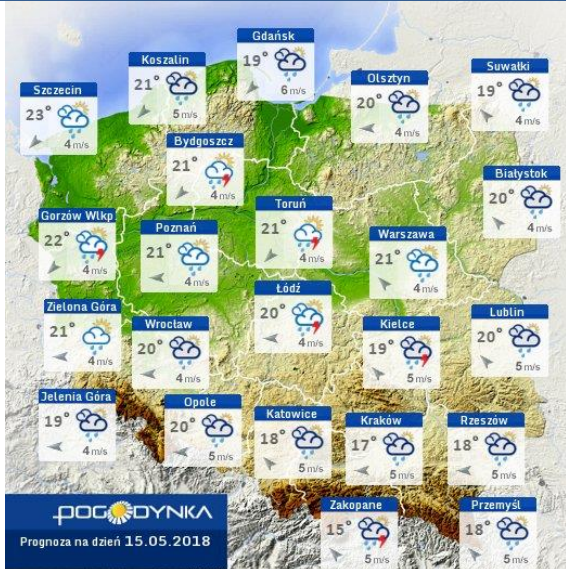 Gdańsk
19°
6 m/s
Koszalin
21°
5 m/s
Suwałki
19°
4 m/s
Olsztyn
20°
4 m/s
Szczecin
23°
4 m/s
Bydgoszcz
21°
4 m/s
Białystok
20°
4 m/s
Toruń
21°
4 m/s
Gorzów Wlkp
22°
4 m/s
Poznań
21°
4 m/s
Warszawa
21°
4 m/s
Łódź
20°
4 m/s
Zielona Góra
21°
4 m/s
Lublin
20°
5 m/s
Wrocław
20°
4 m/s
Kielce
19°
5 m/s
Jelenia Góra
19°
4 m/s
Opole
20°
5 m/s
Katowice
18°
5 m/s
Kraków
17°
5 m/s
Rzeszów
18°
5 m/s
Zakopane
15°
5 m/s
Przemyśl
18°
5 m/s
POGODYNKA
Prognoza na dzień 15.05.2018